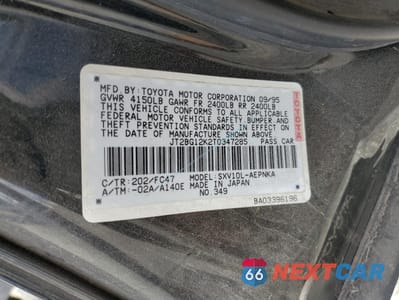 MFD.BY:TOYOTA MOTOR CORPORATION 09/95
GVWR 4150LB GAWR FR 2400LB RR 2400LB
THIS VEHICLE CONFORMS TO ALL APPLICABLE
FEDERAL MOTOR VEHICLE SAFETY,BUMPER,AND
THEFT PREVENTION STANDARDS IN EFFECT ON
THE DATE OF MANUFACTURE SHOWN ABOVE.
JT2BG12K2T0347285 PASS CAR
TOYOTA
C/TR:202/FC47 MODEL:SXV10L-AEPNKA
A/TM:-02A/A140E MADE IN JAPAN
NO.349
BA03396196
66 NEXTCAR